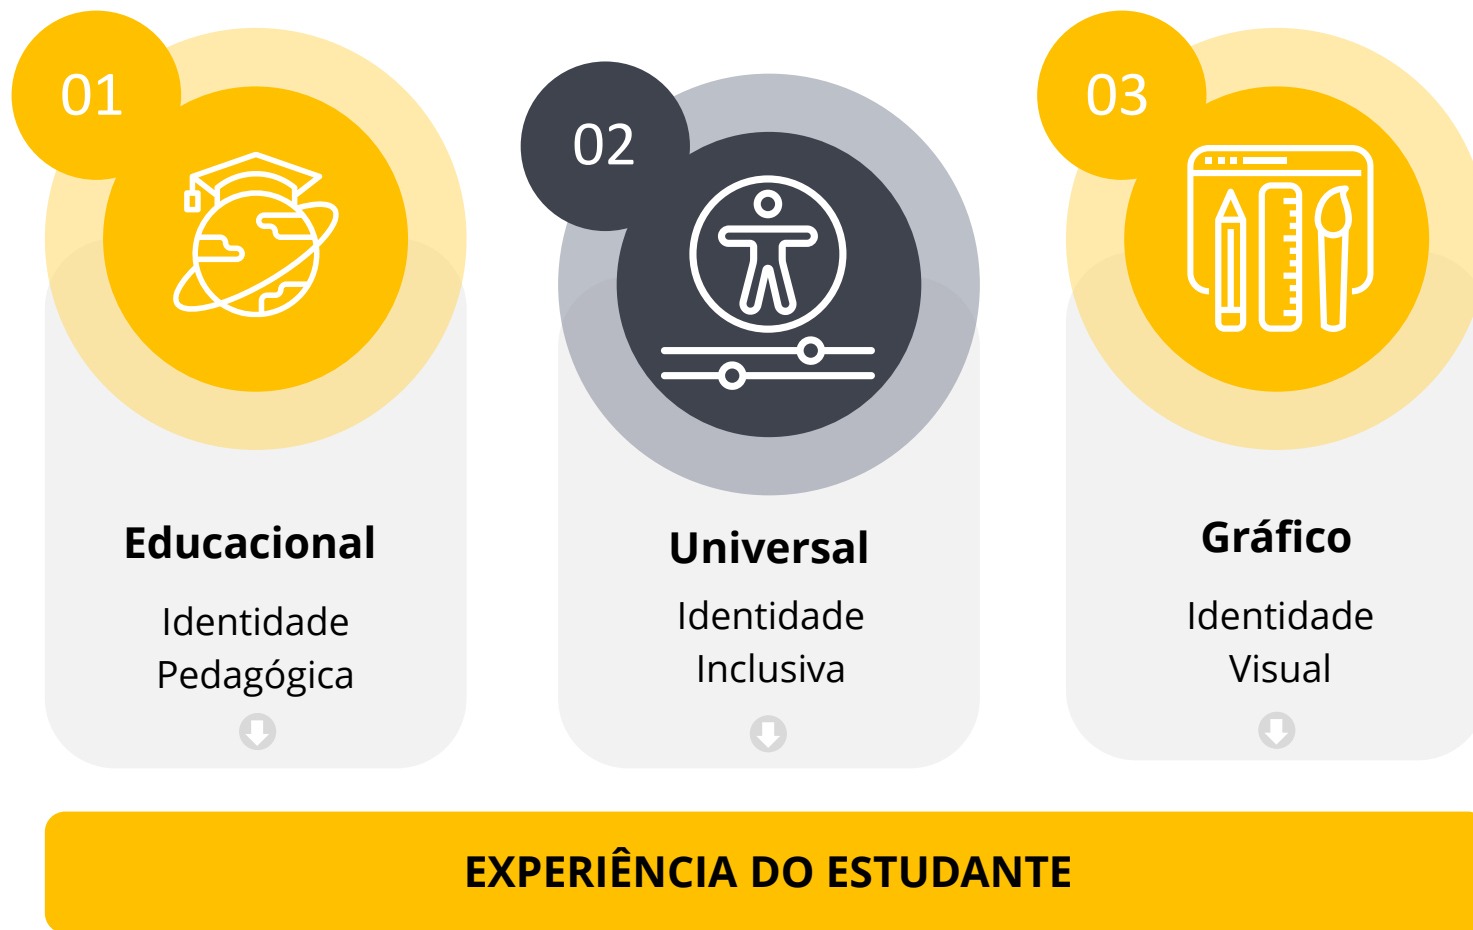 01
Educacional
Identidade
Pedagógica
02
Universal
Identidade
Inclusiva
03
Gráfico
Identidade
Visual
EXPERIÊNCIA DO ESTUDANTE